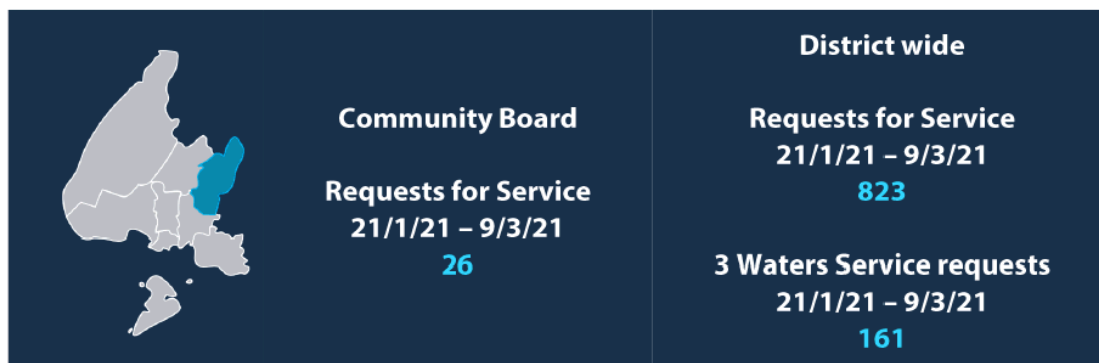 Community Board
Requests for Service
21/1/21 – 9/3/21
26
District wide
Requests for Service
21/1/21 – 9/3/21
823
3 Waters Service requests
21/1/21 – 9/3/21
161